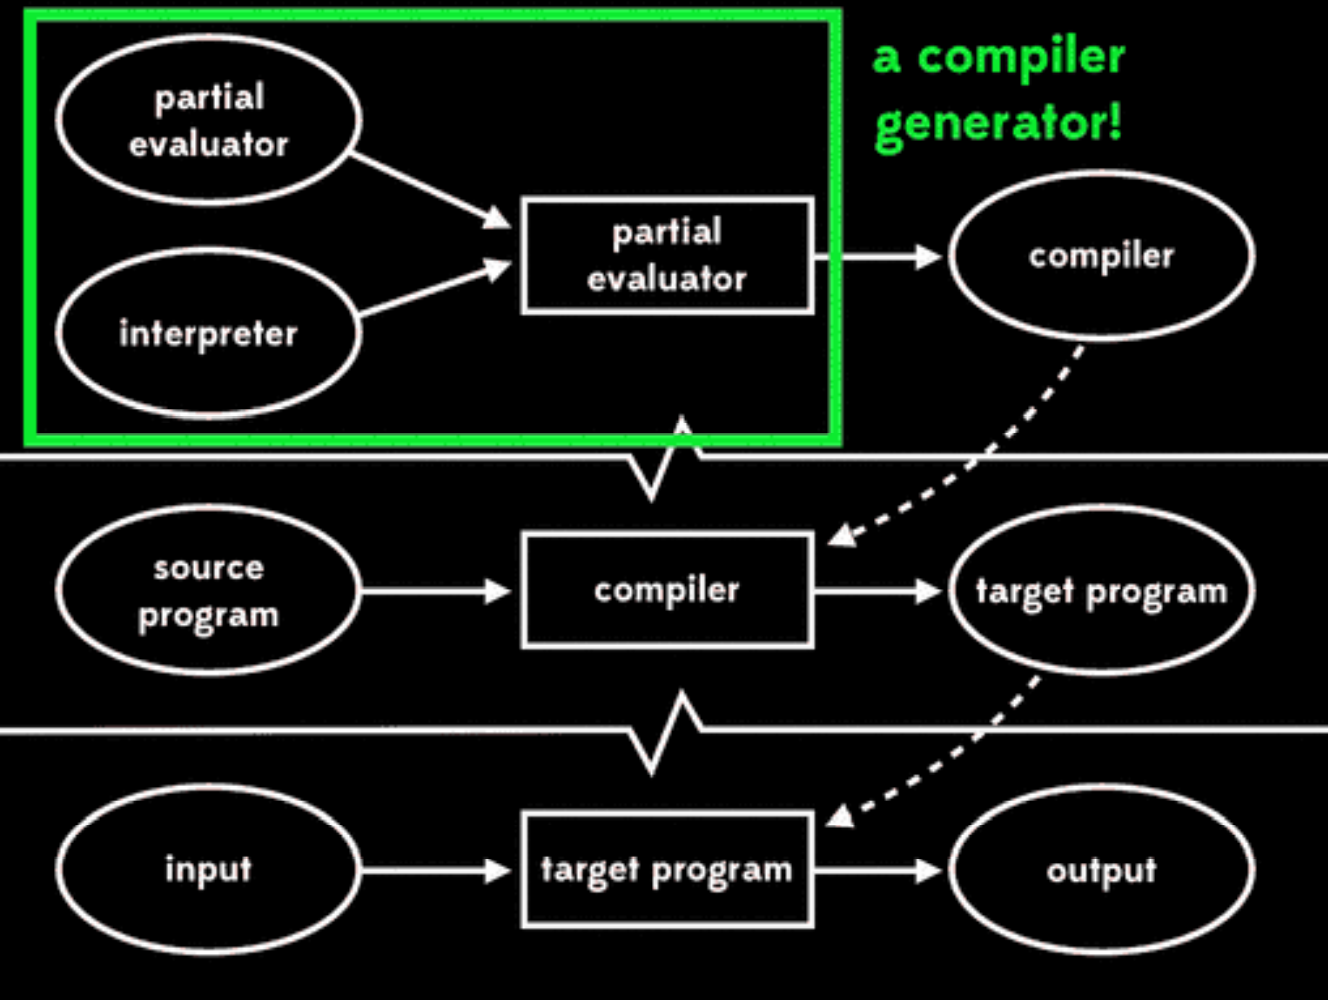 partial
evaluator
a compiler
generator!
interpreter
partial
evaluator
compiler
source
program
compiler
target program
input
target program
output